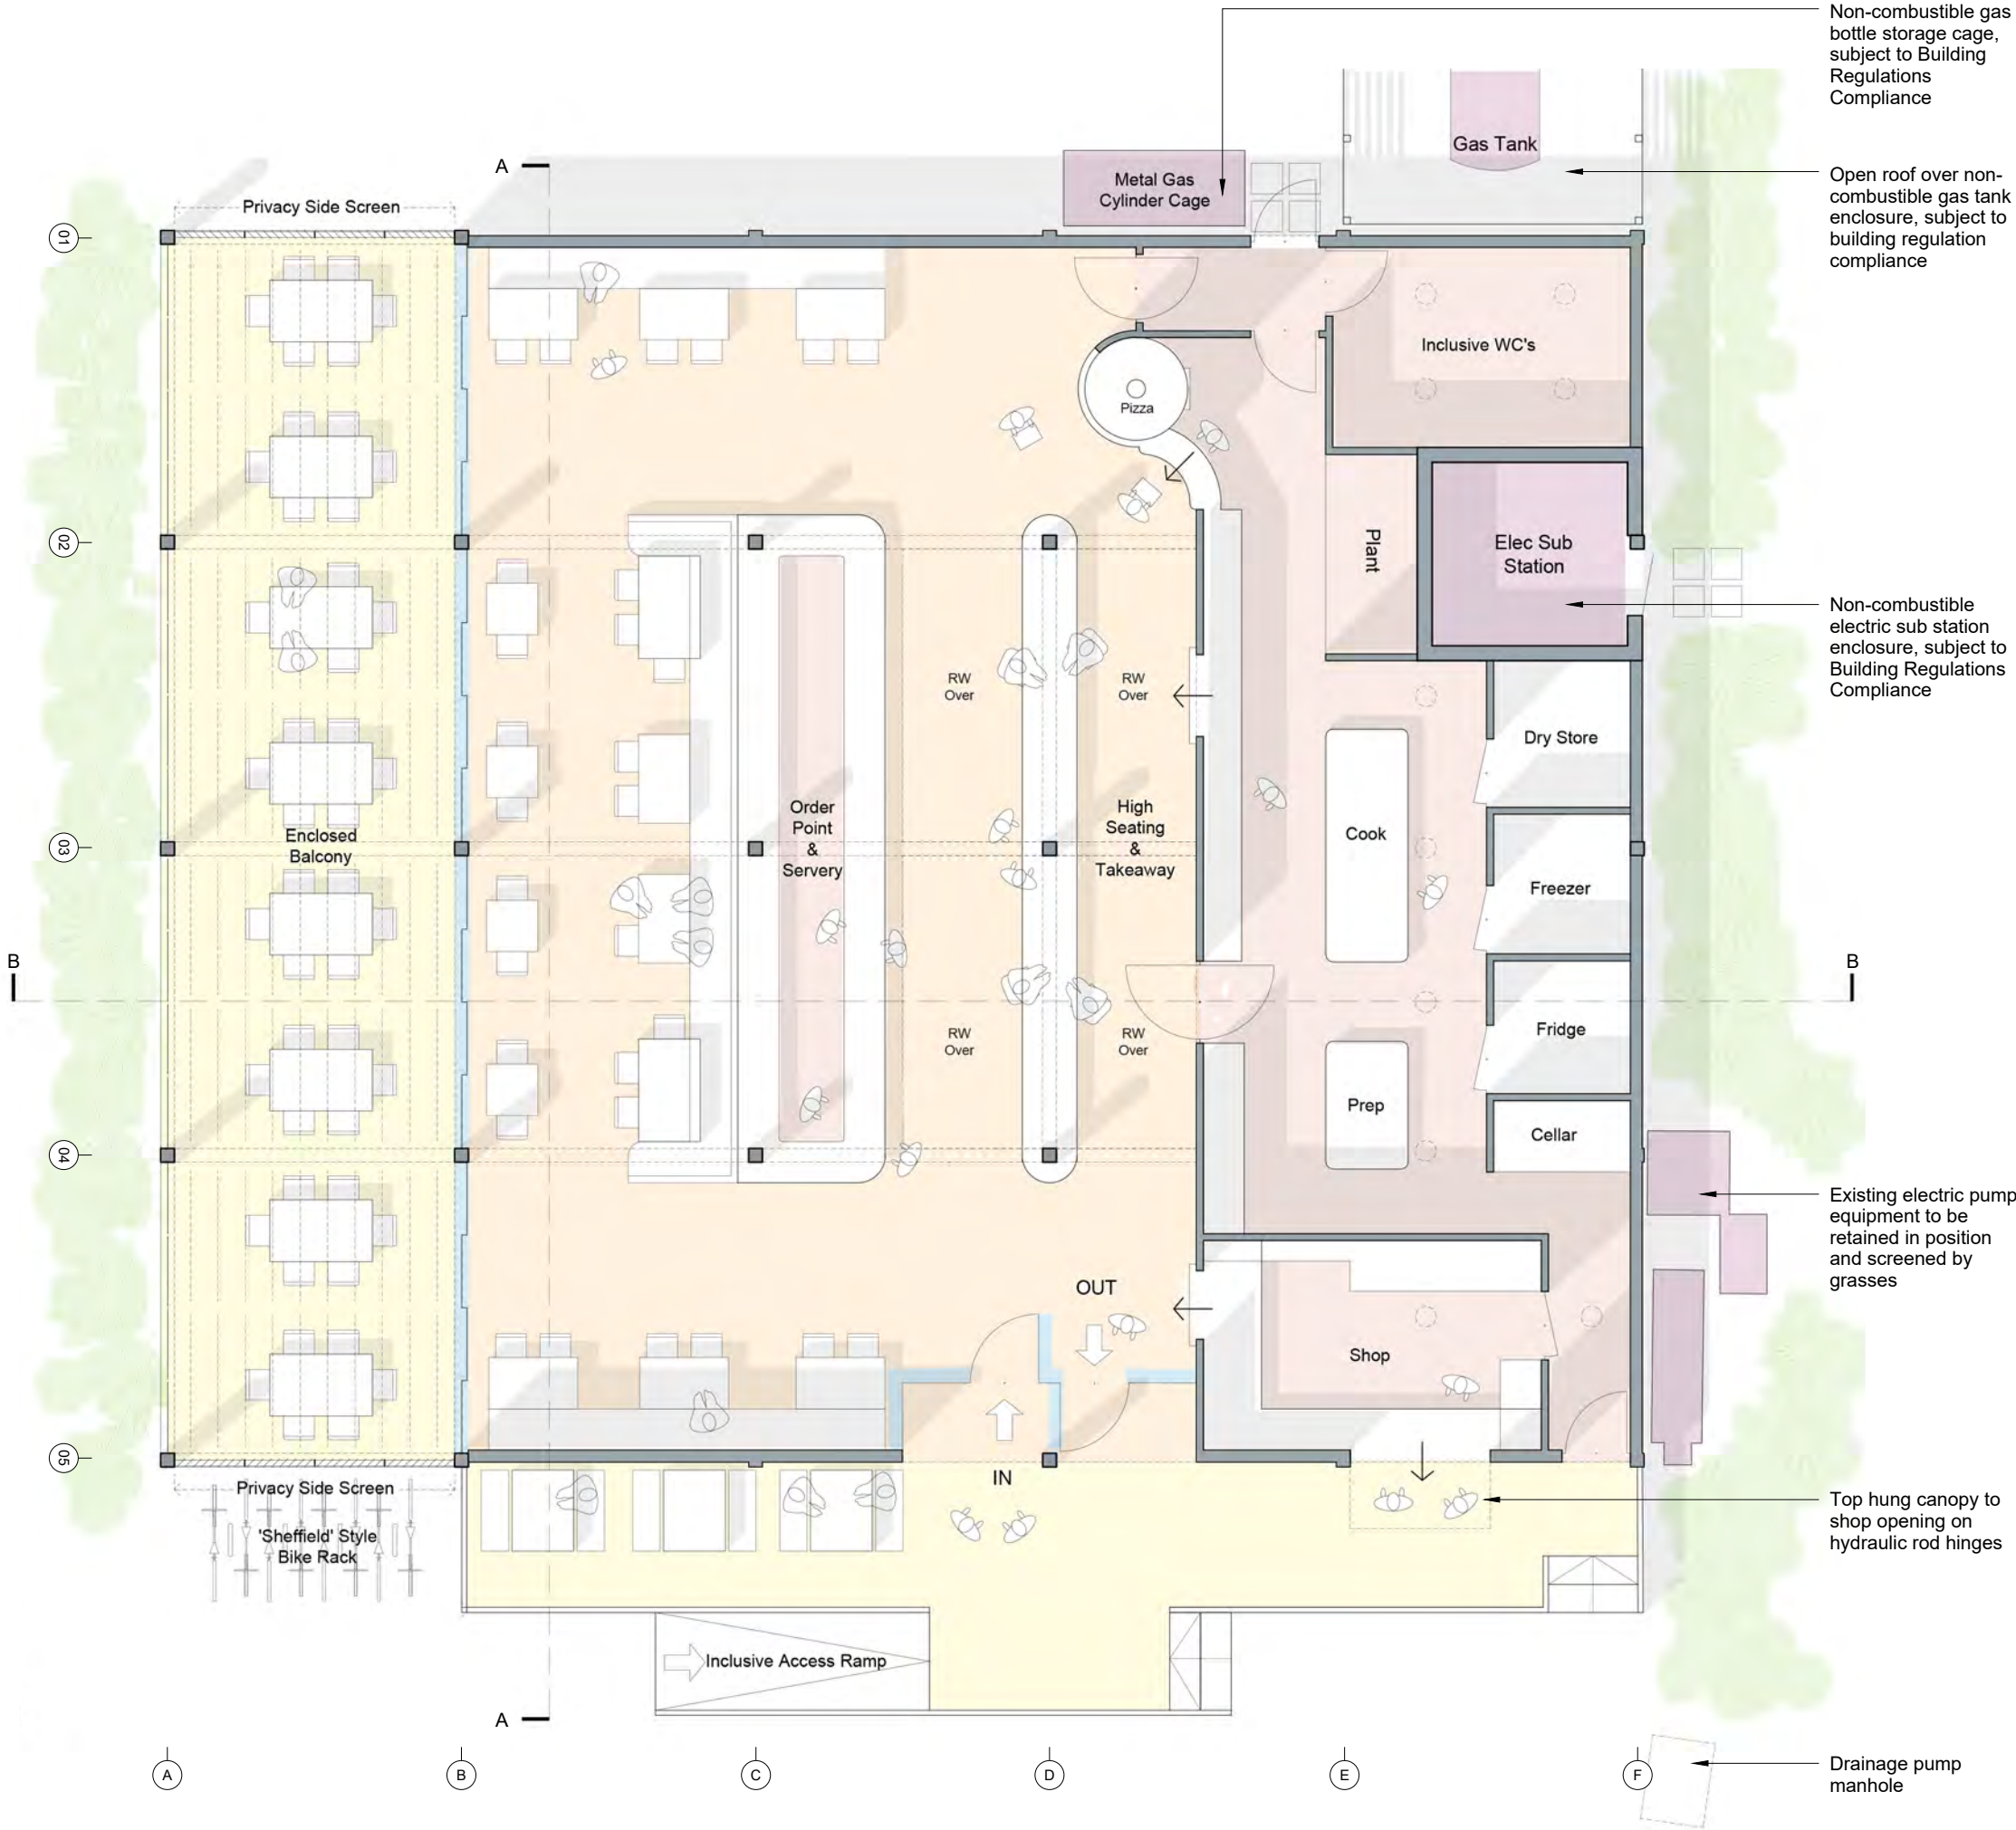 Non-combustible gas
bottle storage cage,
subject to Building
Regulations
Compliance
Gas Tank
A
Metal Gas
Cylinder Cage
Open roof over non-
combustible gas tank
enclosure, subject to
building regulation
compliance
Privacy Side Screen
01
Inclusive WC's
Pizza
02
Plant
Elec Sub
Station
Non-combustible
electric sub station
enclosure, subject to
Building Regulations
Compliance
RW
Over
RW
Over
Dry Store
Order
Point
&
Servery
High
Seating
&
Takeaway
Cook
Enclosed
Balcony
03
Freezer
B
B
RW
Over
RW
Over
Fridge
Prep
Cellar
04
Existing electric pump
equipment to be
retained in position
and screened by
grasses
OUT
Shop
05
IN
Privacy Side Screen
'Sheffield' Style
Bike Rack
Top hung canopy to
shop opening on
hydraulic rod hinges
Inclusive Access Ramp
A
A
B
C
D
E
F
Drainage pump
manhole